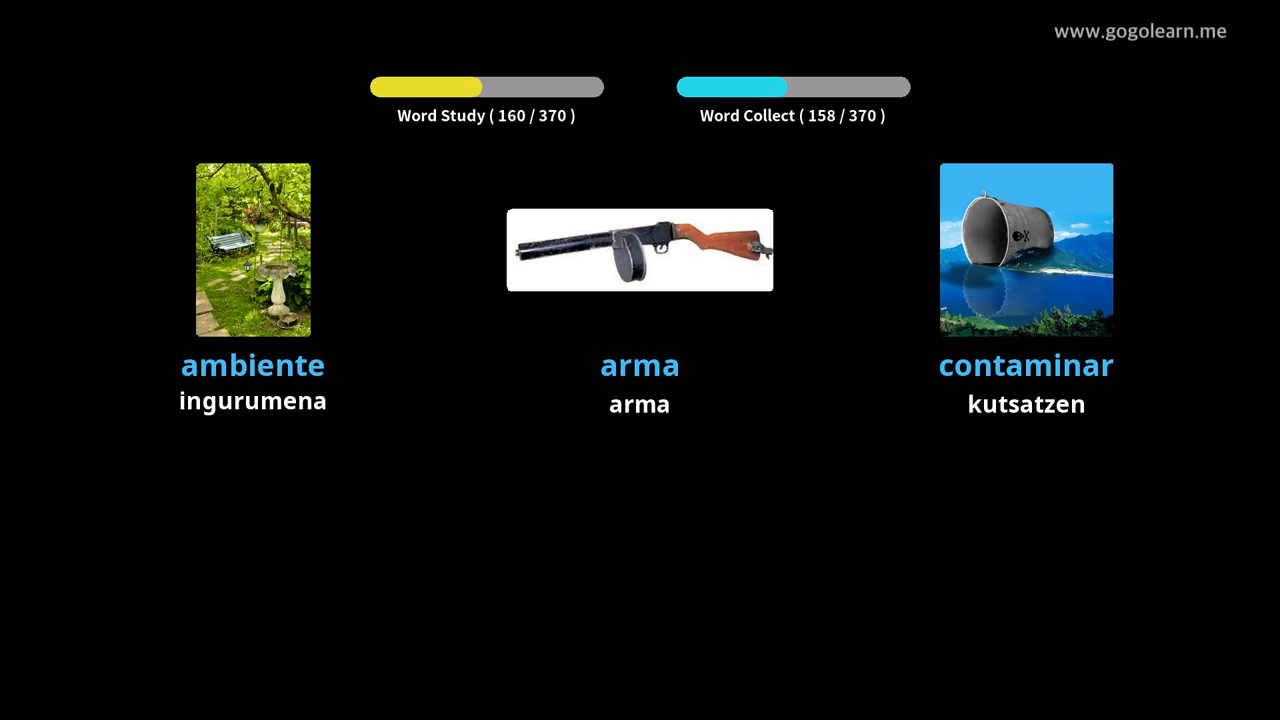 www.gogolearn.me
Word Study ( 160 / 370 )
Word Collect ( 158 / 370 )
ambiente
ingurumena
arma
arma
contaminar
kutsatzen